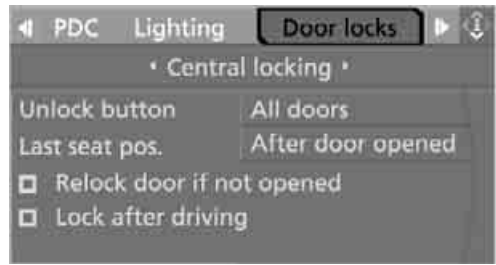 PDC Lighting Door locks
Central locking
Unlock button All doors
Last seat pos. After door opened
Relock door if not opened
Lock after driving